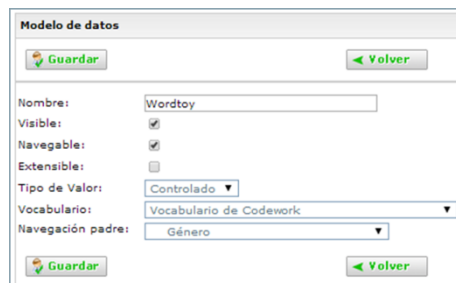 Modelo de datos
Guardar Volver
Nombre: Wordtoy
Visible:
Navegable:
Extensible:
Tipo de Valor: Controlado
Vocabulario: Vocabulario de Codework
Navegación padre: Género
Guardar Volver